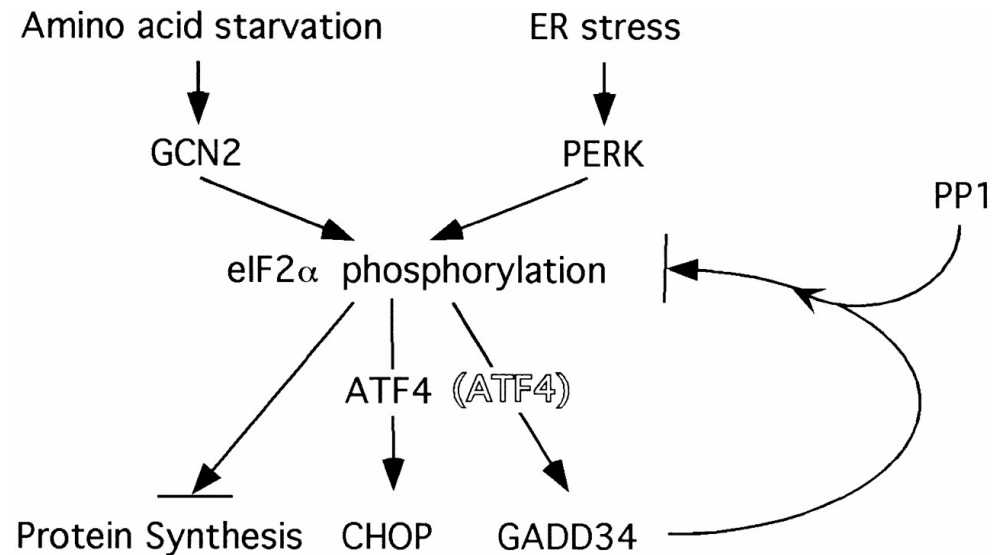 Amino acid starvation
ER stress
GCN2
PERK
PP1
eIF2α phosphorylation
ATF4
(ATF4)
Protein Synthesis
CHOP
GADD34